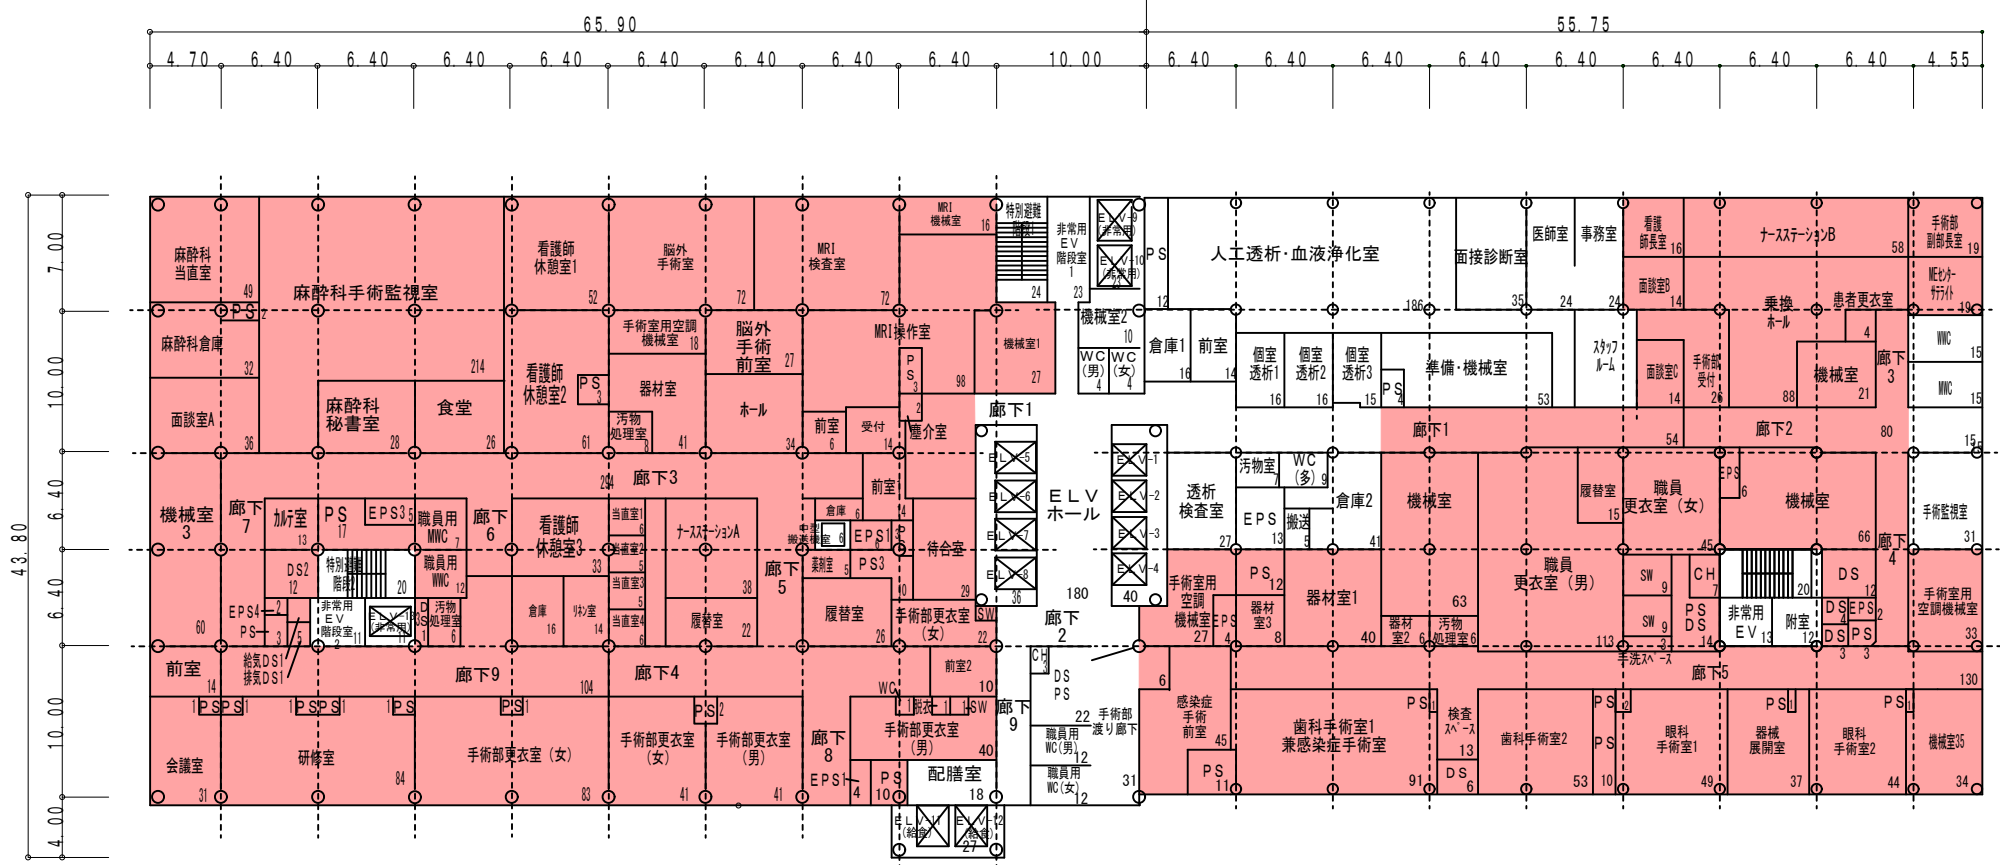 65.90
55.75
4.70 6.40 6.40 6.40 6.40 6.40 6.40 6.40 6.40 10.00 6.40 6.40 6.40 6.40 6.40 6.40 6.40 6.40 4.55
43.80
7.00
10.00
6.40
6.40
10.00
4.00
麻酔科
当直室
49
PS
2
麻酔科手術監視室
214
看護師
休憩室1
52
脳外
手術室
72
MRI
検査室
72
MRI
機械室
16
特別避難
24
非常用
EV
階段室
1
23
ELV-9
(非常用)
ELV-10
(非常用)
23
PS
12
人工透析・血液浄化室
186
面接診断室
35
医師室
24
事務室
24
看護
師長室
16
ナースステーションB
58
手術部
副部長室
19
麻酔科倉庫
32
面談室A
36
麻酔科
秘書室
28
食堂
26
看護師
休憩室2
61
PS
3
手術室用空調
機械室
18
器材室
41
汚物
処理室
8
脳外
手術
前室
27
ホール
34
MRI操作室
98
PS
3
2
前室
6
受付
14
塵介室
機械室1
27
機械室2
10
WC
(男)
4
WC
(女)
4
廊下1
倉庫1
16
前室
14
個室
透析1
16
個室
透析2
16
個室
透析3
15
PS
4
準備・機械室
53
スタッフ
ルーム
面談室B
14
面談室C
14
手術部
受付
26
乗換
ホール
88
患者更衣室
4
機械室
21
廊下
3
MEセンター
サテライト
19
WWC
15
MWC
15
15
廊下1
54
廊下2
80
機械室
3
60
廊下
7
廊下3
294
カルテ室
13
PS
17
EPS3
5
職員用
MWC
7
職員用
WWC
12
廊下
6
DS2
12
特別避難
階段2
20
EPS4
2
PS
3
5
給気DS1
排気DS1
非常用
EV
階段室
2
11
(非常用)
11
DS
1
汚物
処理室
6
看護師
休憩室3
33
倉庫
16
リネン室
14
当直室1
6
当直室2
5
当直室3
5
当直室4
6
ナースステーションA
38
履替室
22
廊下
5
倉庫
6
中型
搬送機室
6
EPS1
6
薬剤室
5
PS3
履替室
26
前室
待合室
29
手術部更衣室
(女)
22
SW
ELV-5
ELV-6
ELV-7
ELV-8
36
ELV
ホール
180
ELV-1
ELV-2
ELV-3
ELV-4
40
廊下
2
透析
検査室
27
汚物室
7
WC
(多)
9
EPS
13
搬送
5
倉庫2
41
機械室
63
履替室
15
職員
更衣室(女)
45
EPS
6
機械室
66
廊下
4
手術監視室
31
手術室用
空調
機械室
27
EPS
4
PS
12
器材
室3
8
器材室1
40
器材
室2
6
汚物
処理室
6
職員
更衣室(男)
113
SW
9
SW
9
CH
7
PS
DS
14
手洗スペース
3
20
非常用
EV
13
附室
12
DS
12
DS
4
EPS
2
DS
3
PS
3
手術室用
空調機械室
33
前室
14
廊下9
104
廊下4
前室2
10
CH
3
DS
PS
22
廊下
9
6
廊下5
130
会議室
31
1
PS
PS
1
研修室
84
1
PS
PS
1
1
PS
手術部更衣室(女)
83
PS
1
手術部更衣室
(女)
41
PS
2
手術部更衣室
(男)
41
廊下
8
EPS1
4
WC
1
脱衣
1
1
SW
手術部更衣室
(男)
40
PS
10
配膳室
18
ELV-11
(給食)
ELV-12
(給食)
27
職員用
WC(男)
12
職員用
WC(女)
12
手術部
渡り廊下
31
感染症
手術
前室
45
PS
11
歯科手術室1
兼感染症手術室
91
PS
1
検査
スペース
13
DS
6
歯科手術室2
53
PS
2
PS
10
眼科
手術室1
49
PS
1
器械
展開室
37
眼科
手術室2
44
PS
1
機械室35
34